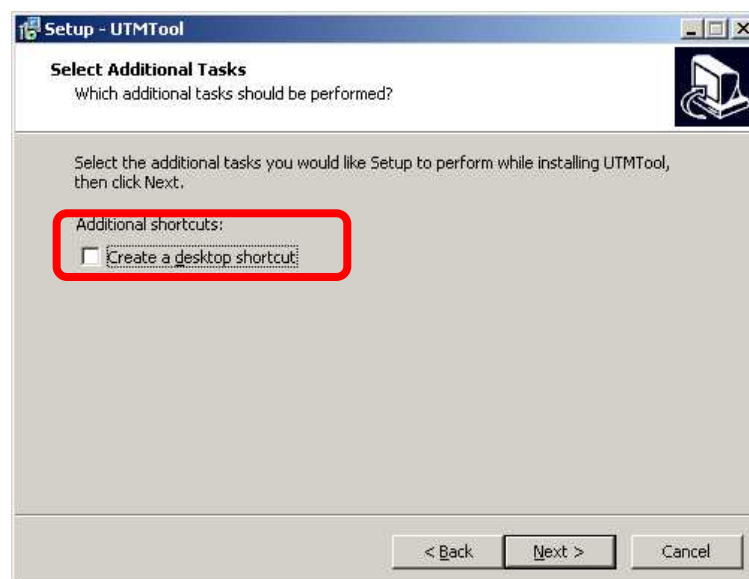 Setup - UTMTool
Select Additional Tasks
Which additional tasks should be performed?
Select the additional tasks you would like Setup to perform while installing UTMTool,
then click Next.
Additional shortcuts:
Create a desktop shortcut
< Back Next > Cancel